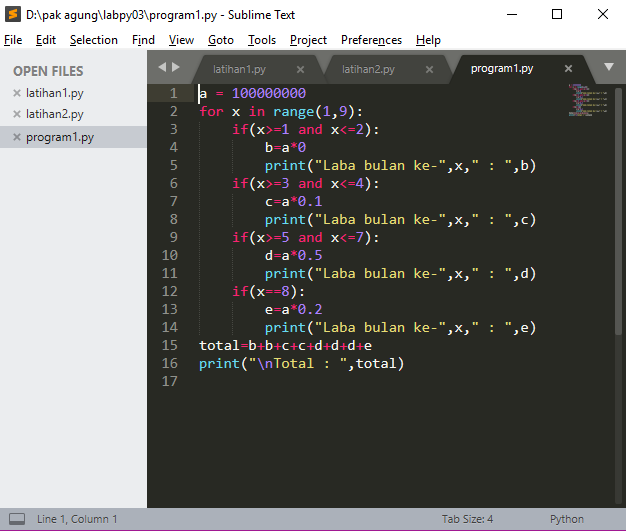 D:\pak agung\labpy03\program1.py - Sublime Text
File Edit Selection Find View Goto Tools Project Preferences Help
OPEN FILES
latihan1.py
latihan2.py
program1.py
latihan1.py latihan2.py program1.py
1 a = 100000000
2 for x in range(1,9):
3     if(x>=1 and x<=2):
4         b=a*0
5         print("Laba bulan ke-",x," : ",b)
6     if(x>=3 and x<=4):
7         c=a*0.1
8         print("Laba bulan ke-",x," : ",c)
9     if(x>=5 and x<=7):
10         d=a*0.5
11         print("Laba bulan ke-",x," : ",d)
12     if(x==8):
13         e=a*0.2
14         print("Laba bulan ke-",x," : ",e)
15 total=b+b+c+c+d+d+d+e
16 print("\nTotal : ",total)
17
Line 1, Column 1 Tab Size: 4 Python